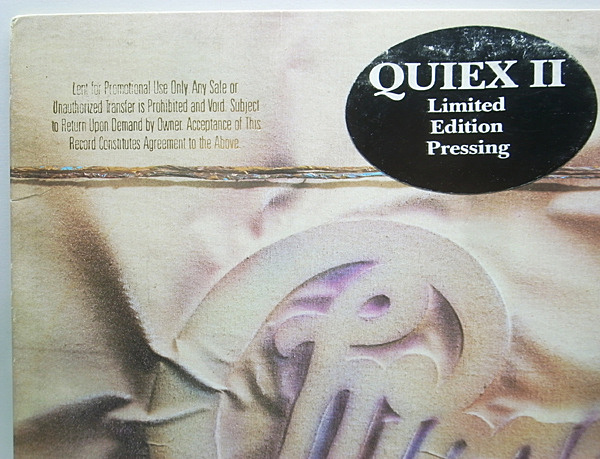 Lent for Promotional Use Only Any Sale or
Unauthorized Transfer is Prohibited and Void. Subject
to Return Upon Demand by Owner. Acceptance of This
Record Constitutes Agreement to the Above.
QUIEX II
Limited
Edition
Pressing